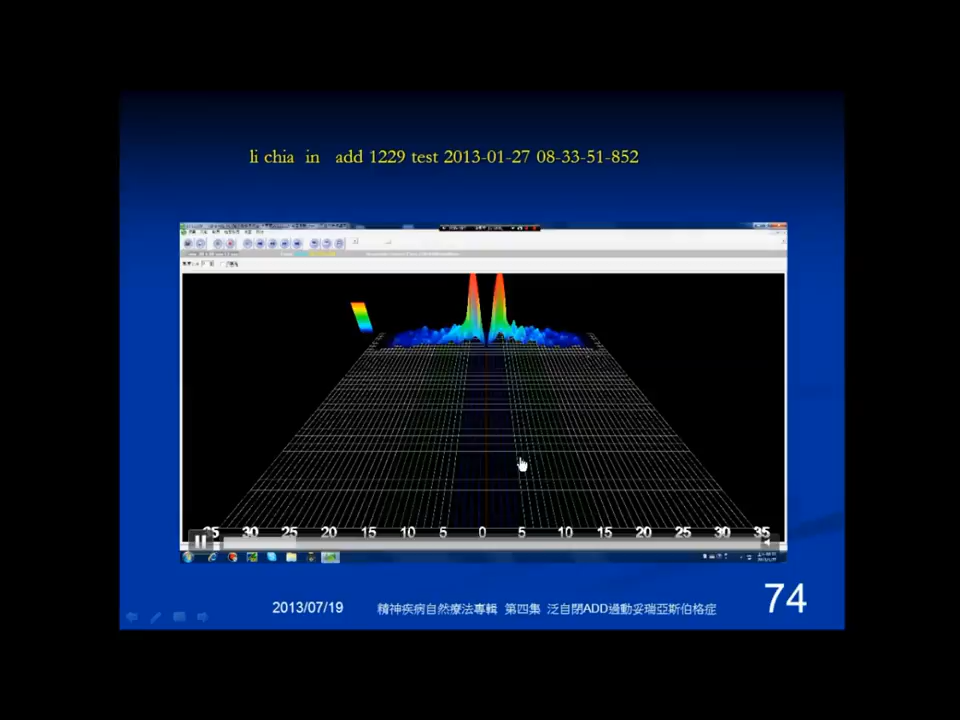 li chia in add 1229 test 2013-01-27 08-33-51-852
35 30 25 20 15 10 5 0 5 10 15 20 25 30 35
2013/07/19 精神疾病自然療法專輯 第四集 泛自閉ADD過動妥瑞亞斯伯格症 74